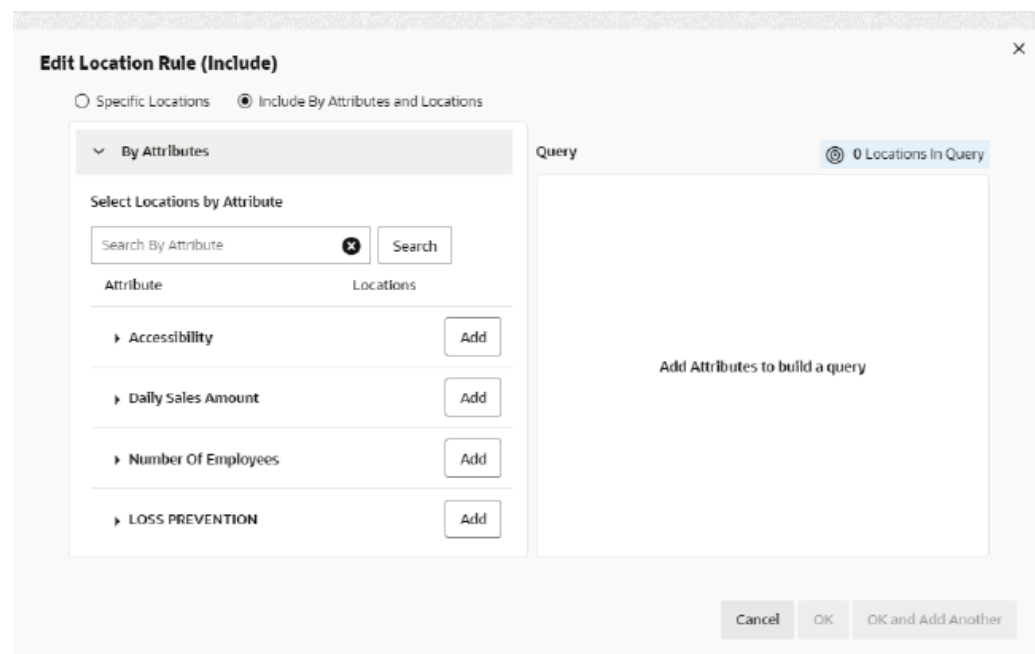 Edit Location Rule (Include)
Specific Locations Include By Attributes and Locations
By Attributes
Select Locations by Attribute
Search By Attribute Search
Attribute Locations
Accessibility Add
Daily Sales Amount Add
Number Of Employees Add
LOSS PREVENTION Add
Query 0 Locations In Query
Add Attributes to build a query
Cancel OK OK and Add Another